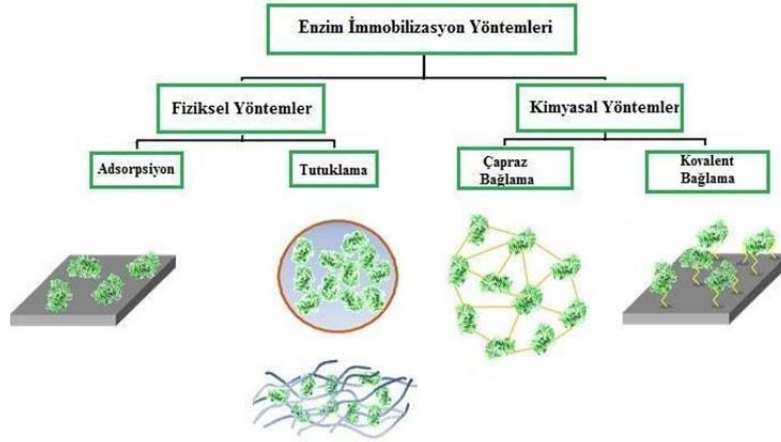 Enzim İmmobilizasyon Yöntemleri
Fiziksel Yöntemler
Kimyasal Yöntemler
Adsorpsiyon
Tutuklama
Çapraz
Bağlama
Kovalent
Bağlama